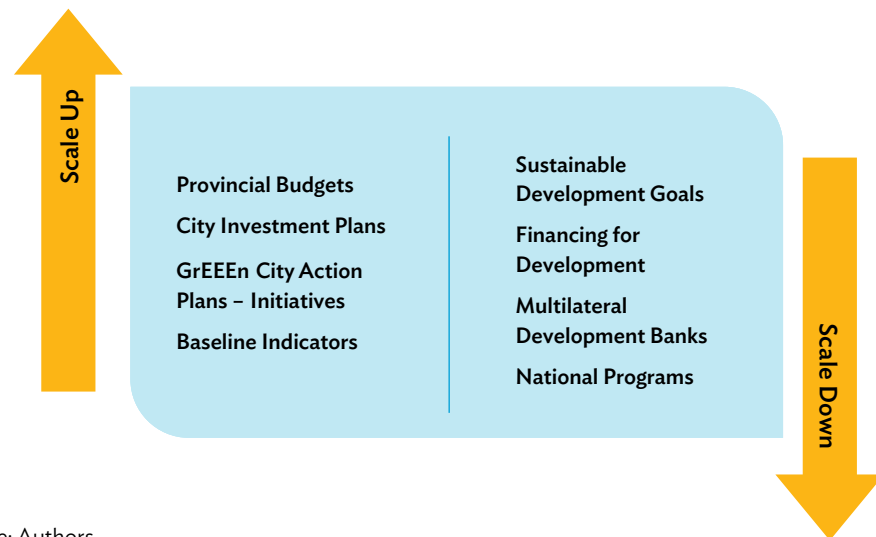 Scale Up
Provincial Budgets
City Investment Plans
GrEEEn City Action
Plans – Initiatives
Baseline Indicators
Sustainable
Development Goals
Financing for
Development
Multilateral
Development Banks
National Programs
Scale Down
Authors